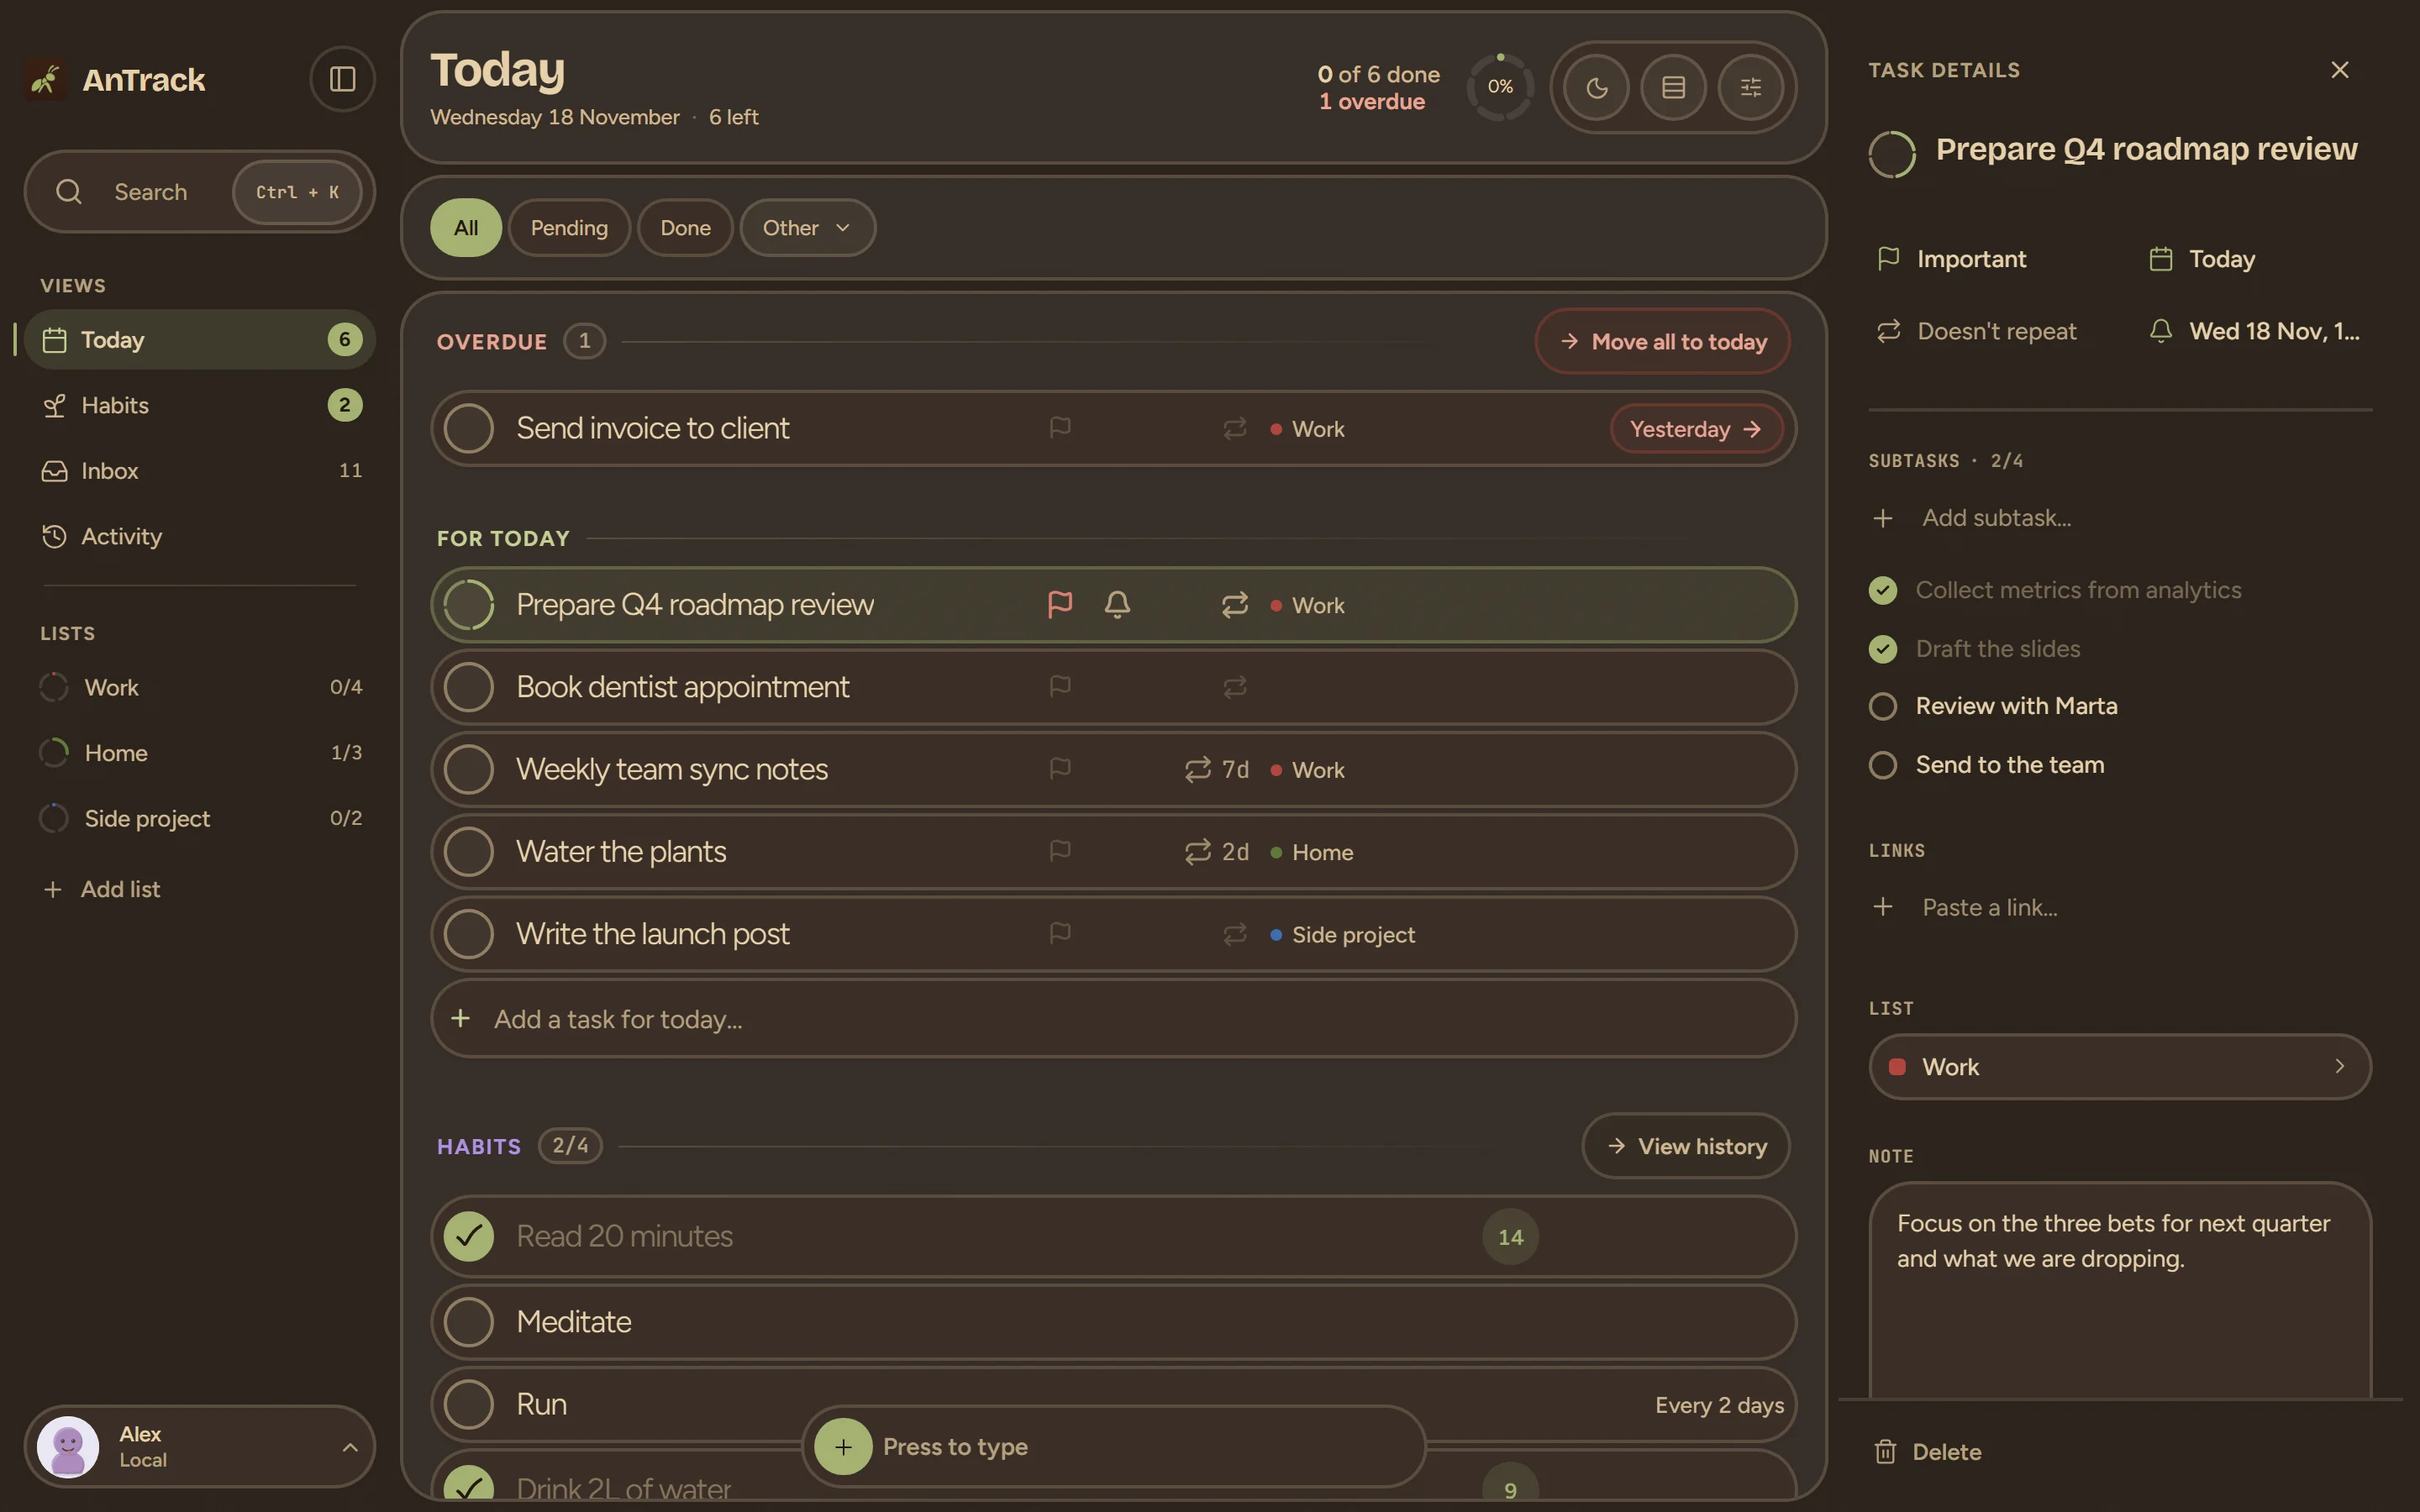 AnTrack
Search
Ctrl + K
VIEWS
Today
6
Habits
2
Inbox
11
Activity
LISTS
Work
0/4
Home
1/3
Side project
0/2
Add list
Alex
Local
Today
Wednesday 18 November · 6 left
0 of 6 done
1 overdue
0%
All
Pending
Done
Other
OVERDUE
1
Move all to today
Send invoice to client
Work
Yesterday
FOR TODAY
Prepare Q4 roadmap review
Work
Book dentist appointment
Weekly team sync notes
7d
Work
Water the plants
2d
Home
Write the launch post
Side project
Add a task for today...
HABITS
2/4
View history
Read 20 minutes
14
Meditate
Run
Every 2 days
Press to type
Drink 2L of water
9
TASK DETAILS
Prepare Q4 roadmap review
Important
Today
Doesn't repeat
Wed 18 Nov, 1...
SUBTASKS · 2/4
Add subtask...
Collect metrics from analytics
Draft the slides
Review with Marta
Send to the team
LINKS
Paste a link...
LIST
Work
NOTE
Focus on the three bets for next quarter
and what we are dropping.
Delete